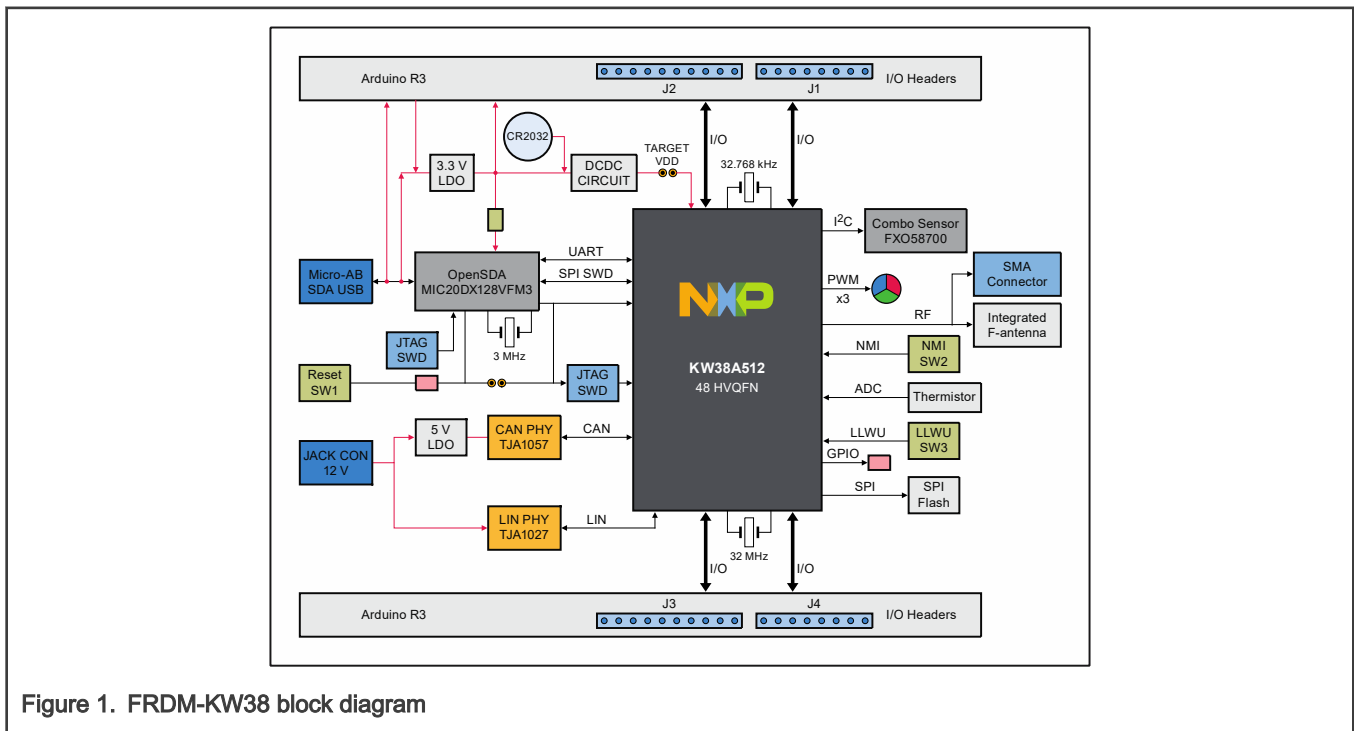 Arduino R3
J2
J1
I/O Headers
I/O
I/O
CR2032
TARGET
VDD
32.768 kHz
3.3 V
LDO
DCDC
CIRCUIT
I²C
Combo Sensor
FXO58700
UART
Micro-AB
SDA USB
OpenSDA
MIC20DX128VFM3
SPI SWD
NXP
PWM
x3
SMA
Connector
RF
Integrated
F-antenna
JTAG
SWD
3 MHz
NMI
NMI
SW2
Reset
SW1
JTAG
SWD
KW38A512
48 HVQFN
ADC
Thermistor
5 V
LDO
CAN PHY
TJA1057
CAN
LLWU
LLWU
SW3
JACK CON
12 V
GPIO
SPI
SPI
Flash
LIN PHY
TJA1027
LIN
32 MHz
I/O
I/O
Arduino R3
J3
J4
I/O Headers
Figure 1. FRDM-KW38 block diagram